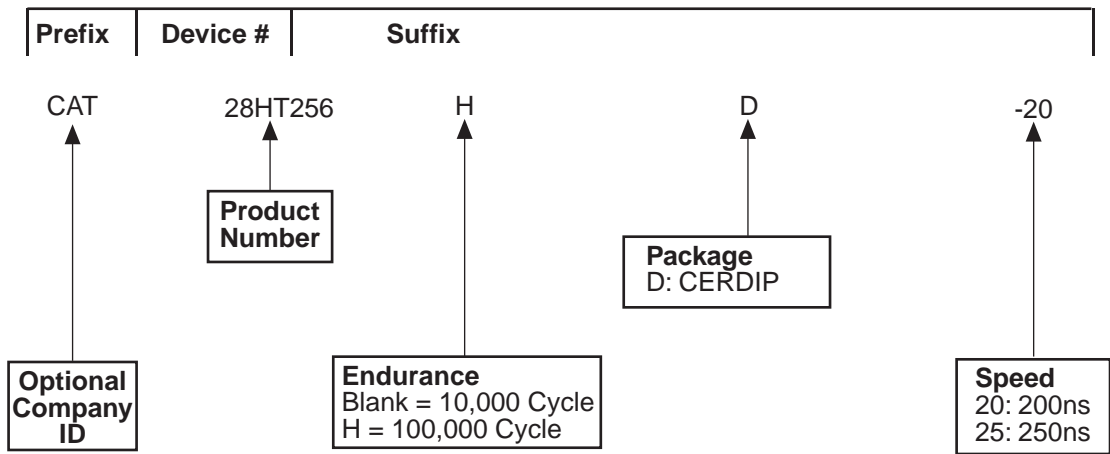 Prefix Device # Suffix
CAT 28HT256 H D -20
Product
Number
Package
D: CERDIP
Optional
Company
ID
Endurance
Blank = 10,000 Cycle
H = 100,000 Cycle
Speed
20: 200ns
25: 250ns